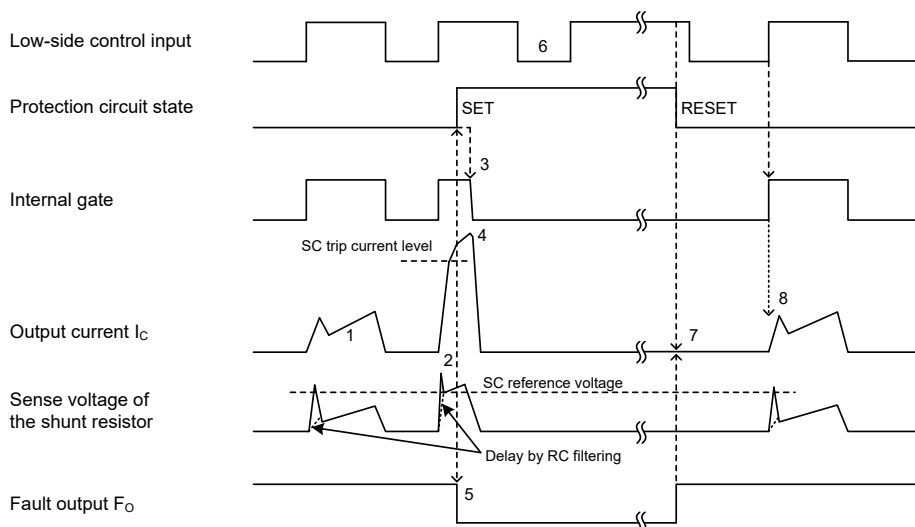 Low-side control input
6
Protection circuit state
SET
RESET
3
Internal gate
SC trip current level
4
Output current IC
1
7
8
2
SC reference voltage
Sense voltage of
the shunt resistor
Delay by RC filtering
Fault output FO
5